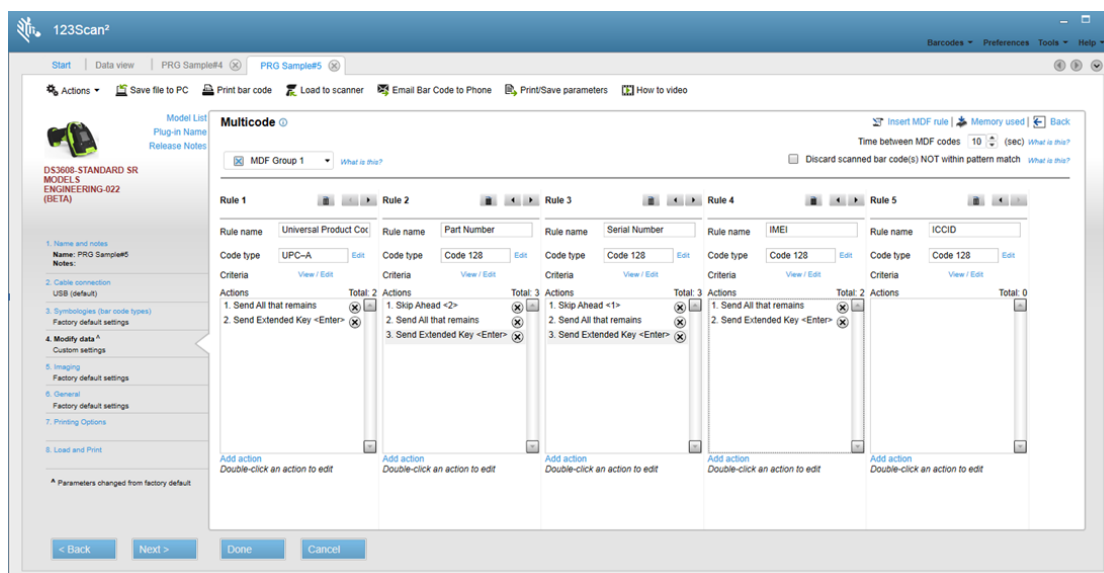 123Scan²
Barcodes Preferences Tools Help
Start Data view PRG Sample#4 PRG Sample#5
Actions Save file to PC Print bar code Load to scanner Email Bar Code to Phone Print/Save parameters How to video
Model List
Plug-in Name
Release Notes
DS3608-STANDARD SR
MODELS
ENGINEERING-022
(BETA)
1. Name and notes
Name: PRG Sample#5
Notes:
2. Cable connection
USB (default)
3. Symbologies (bar code types)
Factory default settings
4. Modify data ^
Custom settings
5. Imaging
Factory default settings
6. General
Factory default settings
7. Printing Options
8. Load and Print
^ Parameters changed from factory default
Multicode
Insert MDF rule | Memory used | Back
Time between MDF codes 10 (sec) What is this?
MDF Group 1 What is this?
Discard scanned bar code(s) NOT within pattern match What is this?
Rule 1 Rule 2 Rule 3 Rule 4 Rule 5
Rule name Universal Product Coc Rule name Part Number Rule name Serial Number Rule name IMEI Rule name ICCID
Code type UPC–A Edit Code type Code 128 Edit Code type Code 128 Edit Code type Code 128 Edit Code type Code 128 Edit
Criteria View / Edit Criteria View / Edit Criteria View / Edit Criteria View / Edit Criteria View / Edit
Actions Total: 2 Actions Total: 3 Actions Total: 3 Actions Total: 2 Actions Total: 0
1. Send All that remains 1. Skip Ahead <2> 1. Skip Ahead <1> 1. Send All that remains
2. Send Extended Key <Enter> 2. Send All that remains 2. Send All that remains 2. Send Extended Key <Enter>
3. Send Extended Key <Enter> 3. Send Extended Key <Enter>
Add action Add action Add action Add action Add action
Double-click an action to edit Double-click an action to edit Double-click an action to edit Double-click an action to edit Double-click an action to edit
< Back Next > Done Cancel